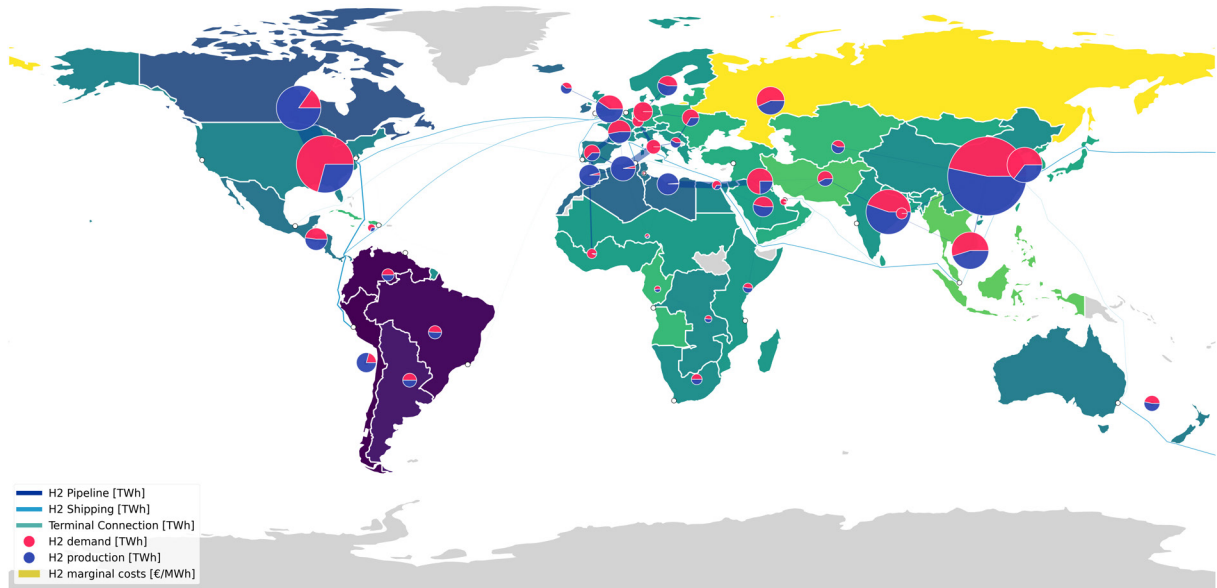 H2 Pipeline [TWh]
H2 Shipping [TWh]
Terminal Connection [TWh]
H2 demand [TWh]
H2 production [TWh]
H2 marginal costs [€/MWh]